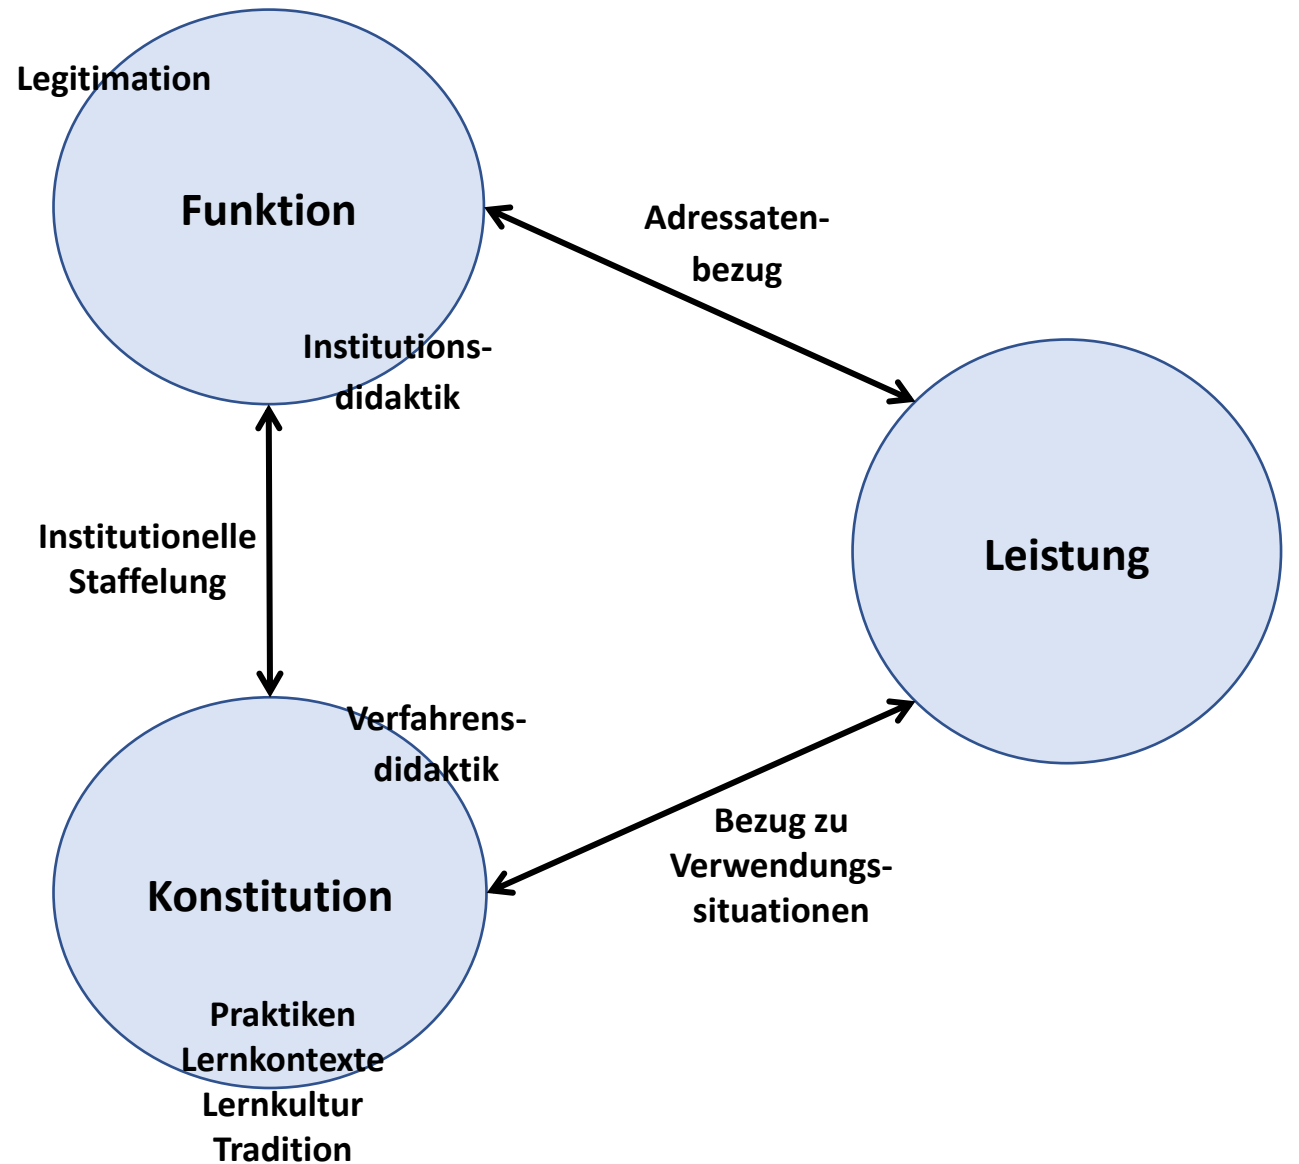 Legitimation
Funktion
Adressaten-
bezug
Institutions-
didaktik
Institutionelle
Staffelung
Leistung
Verfahrens-
didaktik
Bezug zu
Verwendungs-
situationen
Konstitution
Praktiken
Lernkontexte
Lernkultur
Tradition